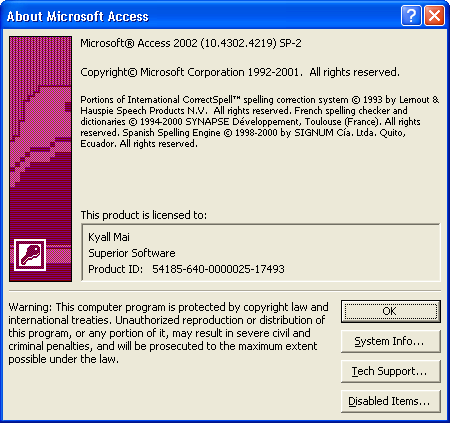 About Microsoft Access
Microsoft® Access 2002 (10.4302.4219) SP-2
Copyright© Microsoft Corporation 1992-2001.  All rights reserved.
Portions of International CorrectSpell™ spelling correction system © 1993 by Lernout &
Hauspie Speech Products N.V.  All rights reserved. French spelling checker and
dictionaries © 1994-2000 SYNAPSE Développement, Toulouse (France). All rights
reserved. Spanish Spelling Engine © 1998-2000 by SIGNUM Cía. Ltda. Quito,
Ecuador. All rights reserved.
This product is licensed to:
Kyall Mai
Superior Software
Product ID:   54185-640-0000025-17493
Warning: This computer program is protected by copyright law and
international treaties. Unauthorized reproduction or distribution of
this program, or any portion of it, may result in severe civil and
criminal penalties, and will be prosecuted to the maximum extent
possible under the law.
OK
System Info...
Tech Support...
Disabled Items...